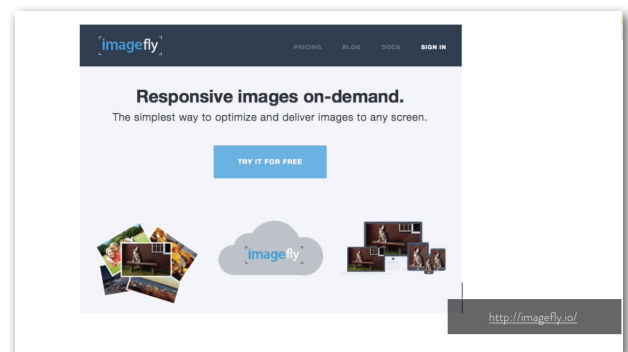 [imagefly]
PRICING BLOG DOCS SIGN IN
Responsive images on-demand.
The simplest way to optimize and deliver images to any screen.
TRY IT FOR FREE
[imagefly]
http://imagefly.io/